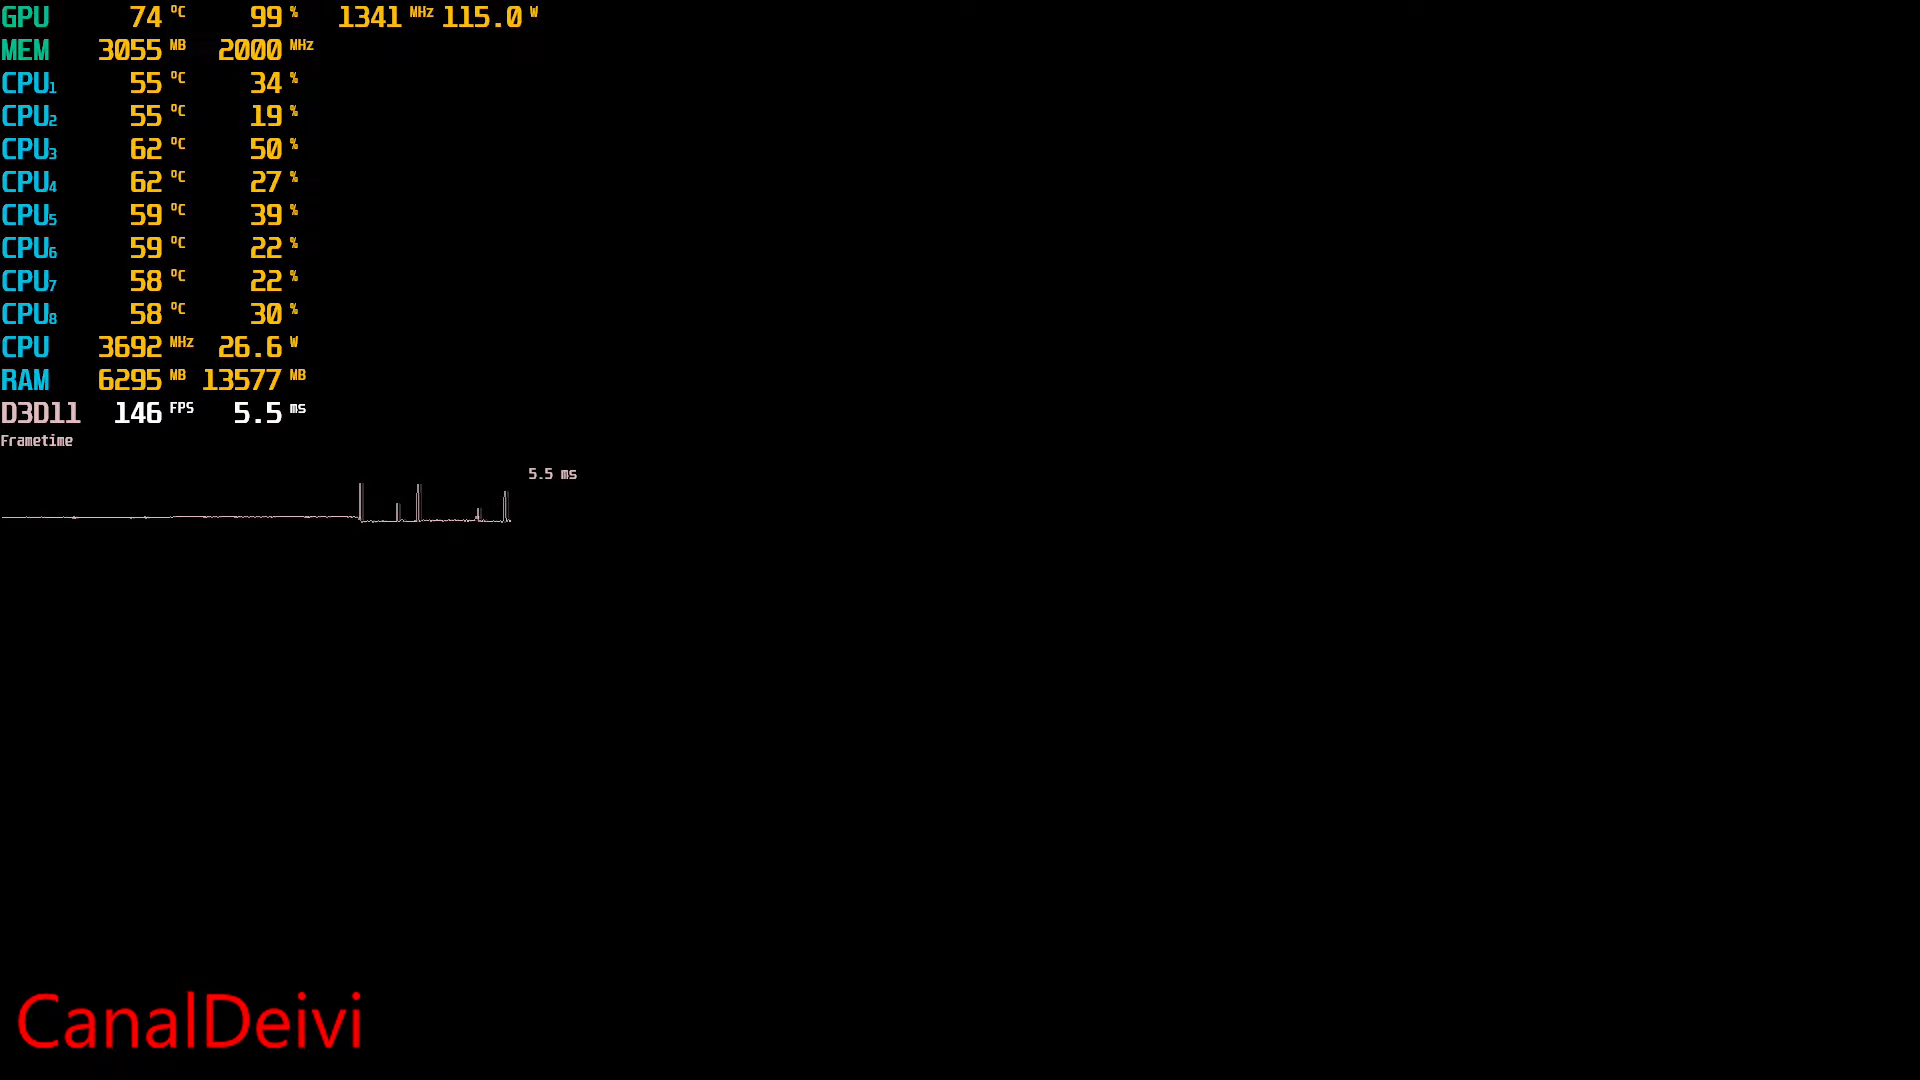 GPU 74 °C 99 % 1341 MHz 115.0 W
MEM 3055 MB 2000 MHz
CPU1 55 °C 34 %
CPU2 55 °C 19 %
CPU3 62 °C 50 %
CPU4 62 °C 27 %
CPU5 59 °C 39 %
CPU6 59 °C 22 %
CPU7 58 °C 22 %
CPU8 58 °C 30 %
CPU 3692 MHz 26.6 W
RAM 6295 MB 13577 MB
D3D11 146 FPS 5.5 ms
Frametime
5.5 ms
CanalDeivi